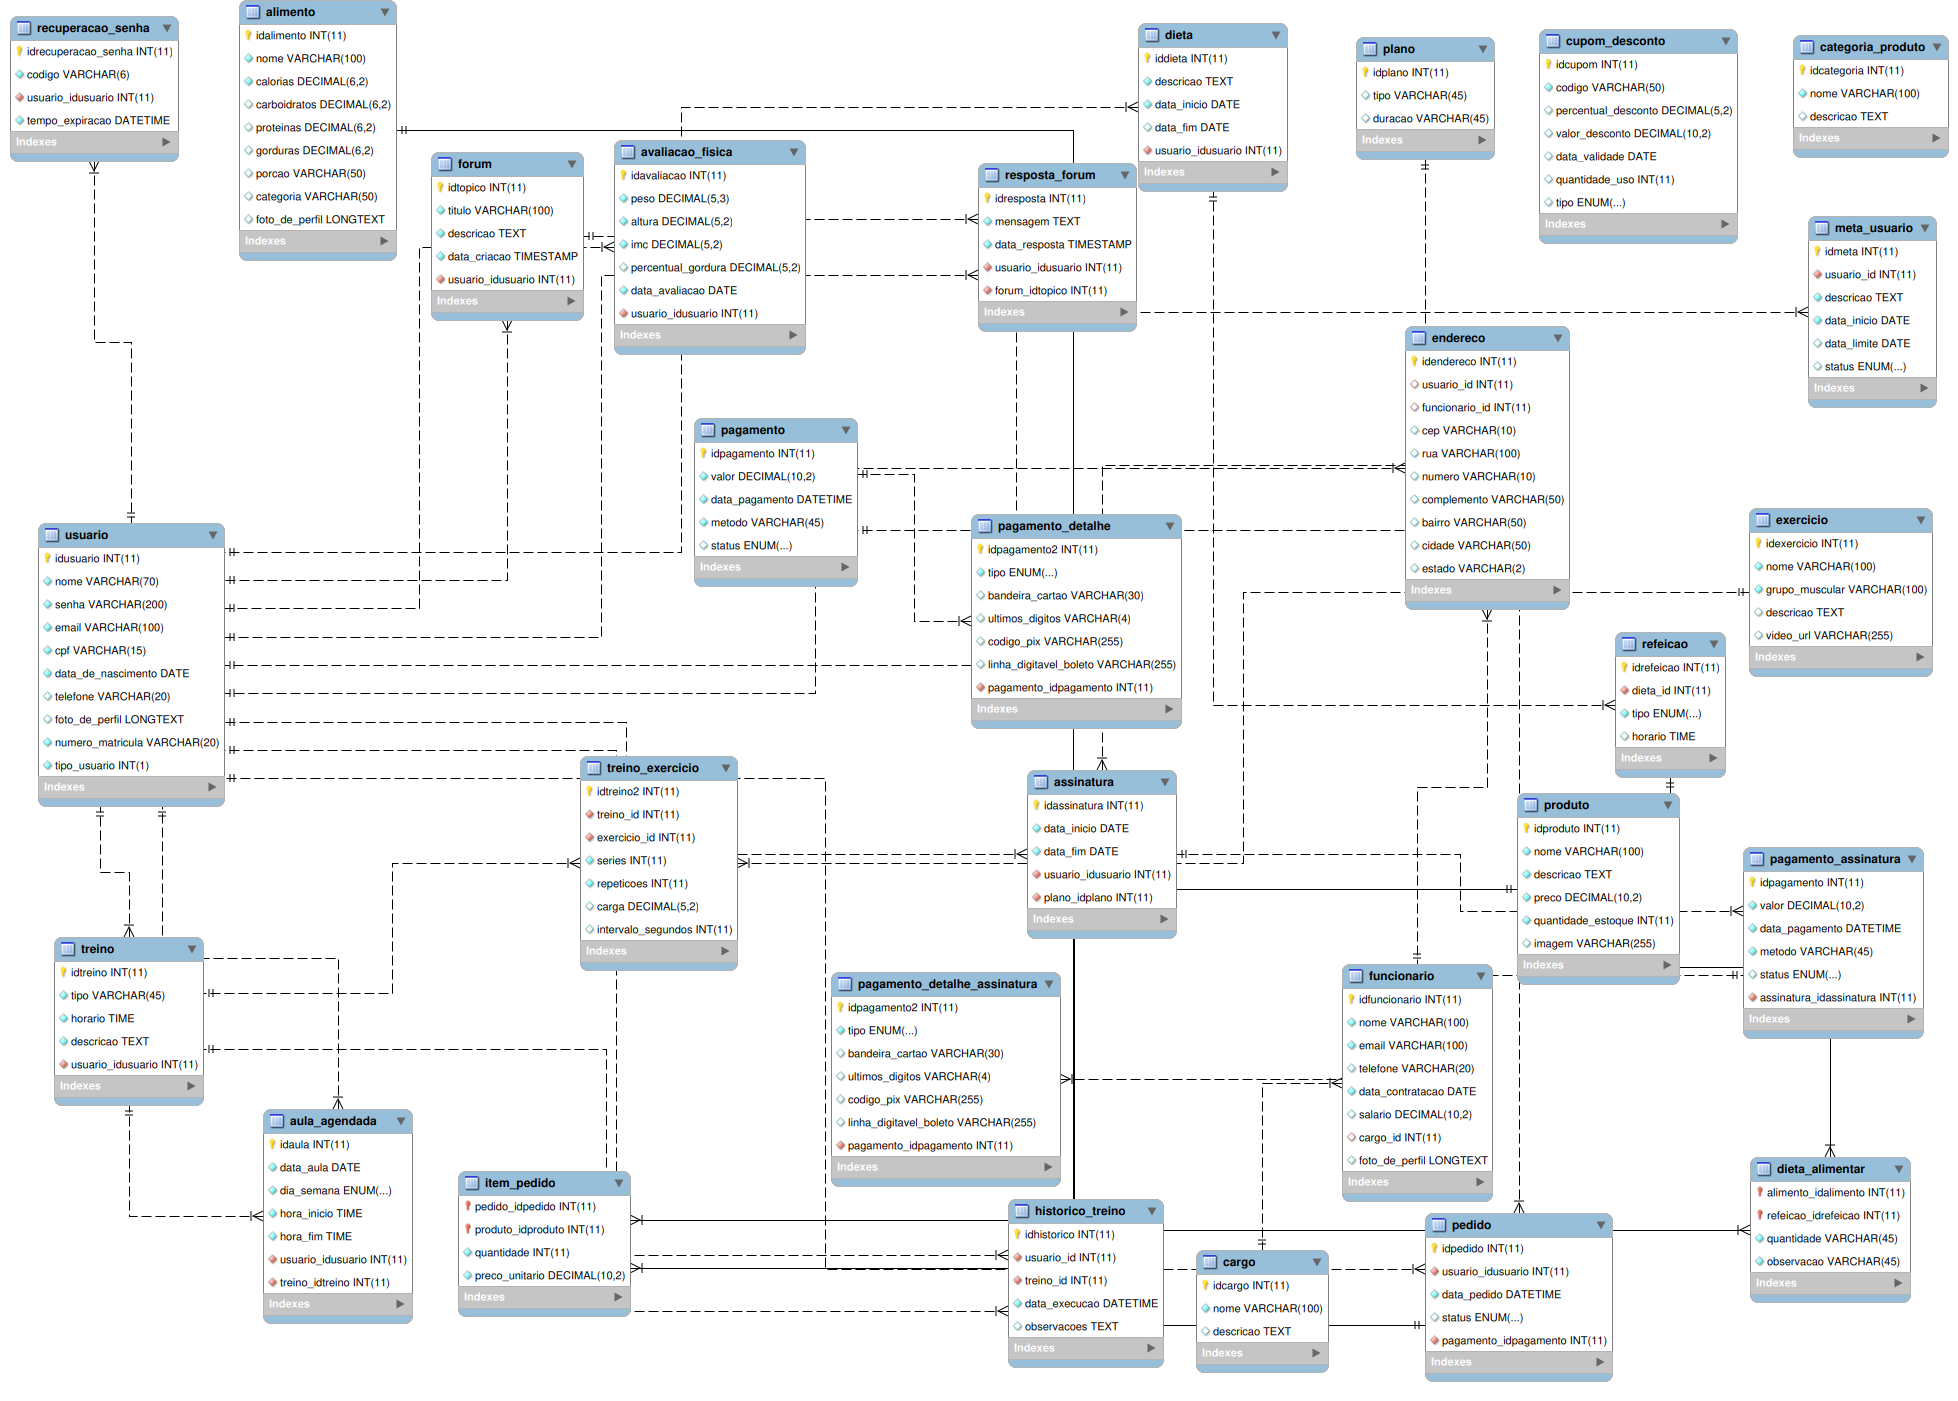 recuperacao_senha
idrecuperacao_senha INT(11)
codigo VARCHAR(6)
usuario_idusuario INT(11)
tempo_expiracao DATETIME
Indexes
alimento
idalimento INT(11)
nome VARCHAR(100)
calorias DECIMAL(6,2)
carboidratos DECIMAL(6,2)
proteinas DECIMAL(6,2)
gorduras DECIMAL(6,2)
porcao VARCHAR(50)
categoria VARCHAR(50)
foto_de_perfil LONGTEXT
Indexes
forum
idtopico INT(11)
titulo VARCHAR(100)
descricao TEXT
data_criacao TIMESTAMP
usuario_idusuario INT(11)
Indexes
avaliacao_fisica
idavaliacao INT(11)
peso DECIMAL(5,3)
altura DECIMAL(5,2)
imc DECIMAL(5,2)
percentual_gordura DECIMAL(5,2)
data_avaliacao DATE
usuario_idusuario INT(11)
Indexes
resposta_forum
idresposta INT(11)
mensagem TEXT
data_resposta TIMESTAMP
usuario_idusuario INT(11)
forum_idtopico INT(11)
Indexes
dieta
iddieta INT(11)
descricao TEXT
data_inicio DATE
data_fim DATE
usuario_idusuario INT(11)
Indexes
plano
idplano INT(11)
tipo VARCHAR(45)
duracao VARCHAR(45)
Indexes
cupom_desconto
idcupom INT(11)
codigo VARCHAR(50)
percentual_desconto DECIMAL(5,2)
valor_desconto DECIMAL(10,2)
data_validade DATE
quantidade_uso INT(11)
tipo ENUM(...)
Indexes
categoria_produto
idcategoria INT(11)
nome VARCHAR(100)
descricao TEXT
Indexes
meta_usuario
idmeta INT(11)
usuario_id INT(11)
descricao TEXT
data_inicio DATE
data_limite DATE
status ENUM(...)
Indexes
endereco
idendereco INT(11)
usuario_id INT(11)
funcionario_id INT(11)
cep VARCHAR(10)
rua VARCHAR(100)
numero VARCHAR(10)
complemento VARCHAR(50)
bairro VARCHAR(50)
cidade VARCHAR(50)
estado VARCHAR(2)
Indexes
pagamento
idpagamento INT(11)
valor DECIMAL(10,2)
data_pagamento DATETIME
metodo VARCHAR(45)
status ENUM(...)
Indexes
pagamento_detalhe
idpagamento2 INT(11)
tipo ENUM(...)
bandeira_cartao VARCHAR(30)
ultimos_digitos VARCHAR(4)
codigo_pix VARCHAR(255)
linha_digitavel_boleto VARCHAR(255)
pagamento_idpagamento INT(11)
Indexes
exercicio
idexercicio INT(11)
nome VARCHAR(100)
grupo_muscular VARCHAR(100)
descricao TEXT
video_url VARCHAR(255)
Indexes
usuario
idusuario INT(11)
nome VARCHAR(70)
senha VARCHAR(200)
email VARCHAR(100)
cpf VARCHAR(15)
data_de_nascimento DATE
telefone VARCHAR(20)
foto_de_perfil LONGTEXT
numero_matricula VARCHAR(20)
tipo_usuario INT(1)
Indexes
refeicao
idrefeicao INT(11)
dieta_id INT(11)
tipo ENUM(...)
horario TIME
Indexes
treino_exercicio
idtreino2 INT(11)
treino_id INT(11)
exercicio_id INT(11)
series INT(11)
repeticoes INT(11)
carga DECIMAL(5,2)
intervalo_segundos INT(11)
Indexes
assinatura
idassinatura INT(11)
data_inicio DATE
data_fim DATE
usuario_idusuario INT(11)
plano_idplano INT(11)
Indexes
produto
idproduto INT(11)
nome VARCHAR(100)
descricao TEXT
preco DECIMAL(10,2)
quantidade_estoque INT(11)
imagem VARCHAR(255)
Indexes
pagamento_assinatura
idpagamento INT(11)
valor DECIMAL(10,2)
data_pagamento DATETIME
metodo VARCHAR(45)
status ENUM(...)
assinatura_idassinatura INT(11)
Indexes
treino
idtreino INT(11)
tipo VARCHAR(45)
horario TIME
descricao TEXT
usuario_idusuario INT(11)
Indexes
pagamento_detalhe_assinatura
idpagamento2 INT(11)
tipo ENUM(...)
bandeira_cartao VARCHAR(30)
ultimos_digitos VARCHAR(4)
codigo_pix VARCHAR(255)
linha_digitavel_boleto VARCHAR(255)
pagamento_idpagamento INT(11)
Indexes
funcionario
idfuncionario INT(11)
nome VARCHAR(100)
email VARCHAR(100)
telefone VARCHAR(20)
data_contratacao DATE
salario DECIMAL(10,2)
cargo_id INT(11)
foto_de_perfil LONGTEXT
Indexes
aula_agendada
idaula INT(11)
data_aula DATE
dia_semana ENUM(...)
hora_inicio TIME
hora_fim TIME
usuario_idusuario INT(11)
treino_idtreino INT(11)
Indexes
item_pedido
pedido_idpedido INT(11)
produto_idproduto INT(11)
quantidade INT(11)
preco_unitario DECIMAL(10,2)
Indexes
historico_treino
idhistorico INT(11)
usuario_id INT(11)
treino_id INT(11)
data_execucao DATETIME
observacoes TEXT
Indexes
cargo
idcargo INT(11)
nome VARCHAR(100)
descricao TEXT
Indexes
pedido
idpedido INT(11)
usuario_idusuario INT(11)
data_pedido DATETIME
status ENUM(...)
pagamento_idpagamento INT(11)
Indexes
dieta_alimentar
alimento_idalimento INT(11)
refeicao_idrefeicao INT(11)
quantidade VARCHAR(45)
observacao VARCHAR(45)
Indexes